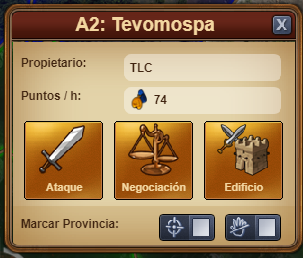 A2: Tevomospa
X
Propietario: TLC
Puntos / h: 74
Ataque Negociación Edificio
Marcar Provincia: